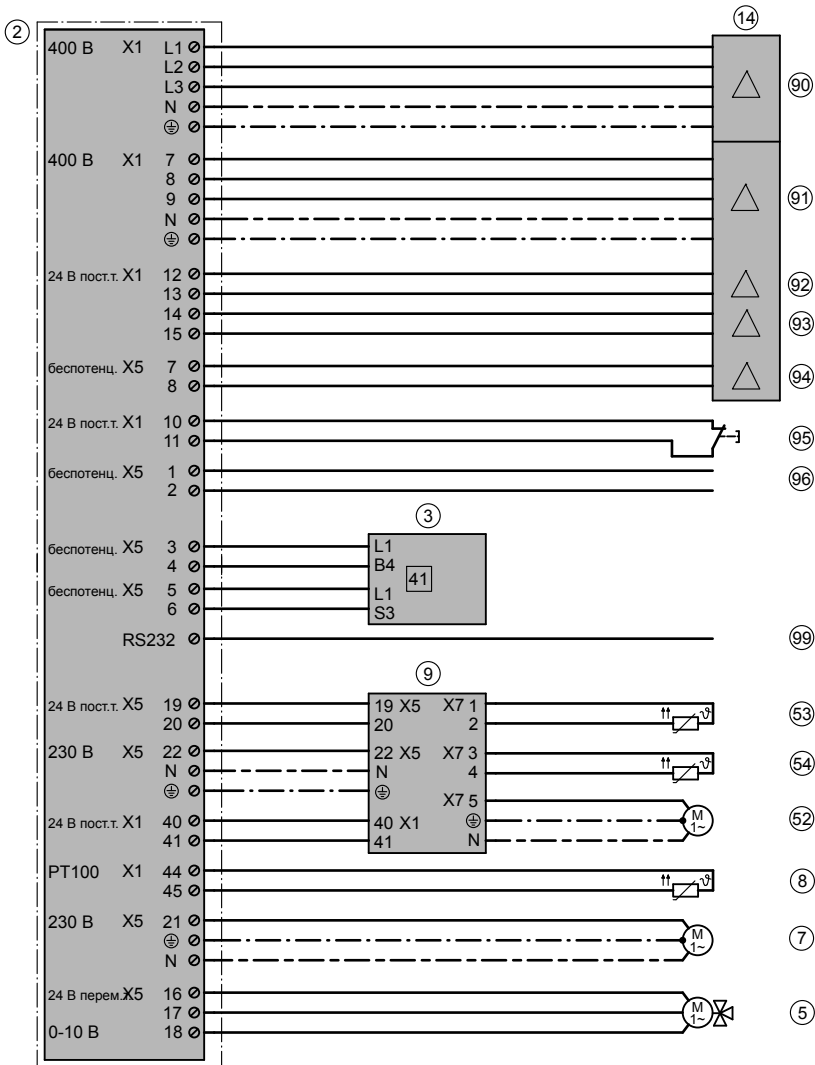 2
14
400 В X1 L1
L2
L3
N
90
400 В X1 7
8
9
N
91
24 В пост.т. X1 12
13
92
14
15
93
беспотенц. X5 7
8
94
24 В пост.т. X1 10
11
95
беспотенц. X5 1
2
96
3
беспотенц. X5 3
4
беспотенц. X5 5
6
L1
B4
41
L1
S3
RS232
99
9
24 В пост.т. X5 19
20
19 X5 X7 1
20 2
ϑ
53
230 В X5 22
N
22 X5 X7 3
N 4
ϑ
54
X7 5
N
M
1~
52
24 В пост.т. X1 40
41
40 X1
41
PT100 X1 44
45
ϑ
8
230 В X5 21
N
M
1~
7
24 В перем. X5 16
17
0-10 В 18
M
1~
5